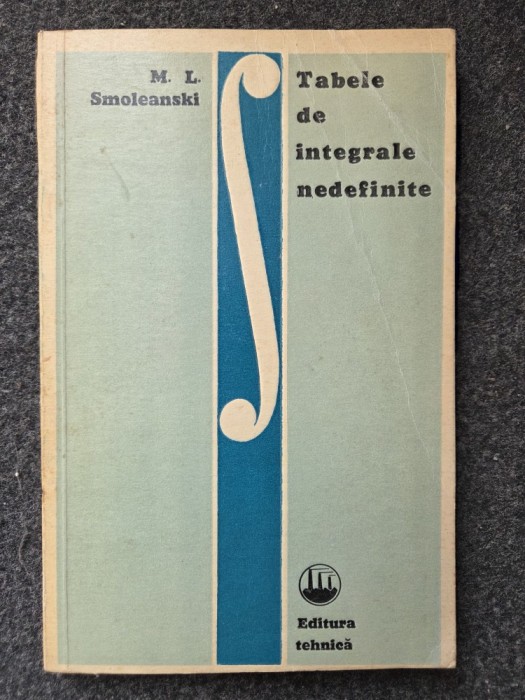 M. L.
Smoleanski
Tabele
de
integrale
nedefinite
Editura
tehnică